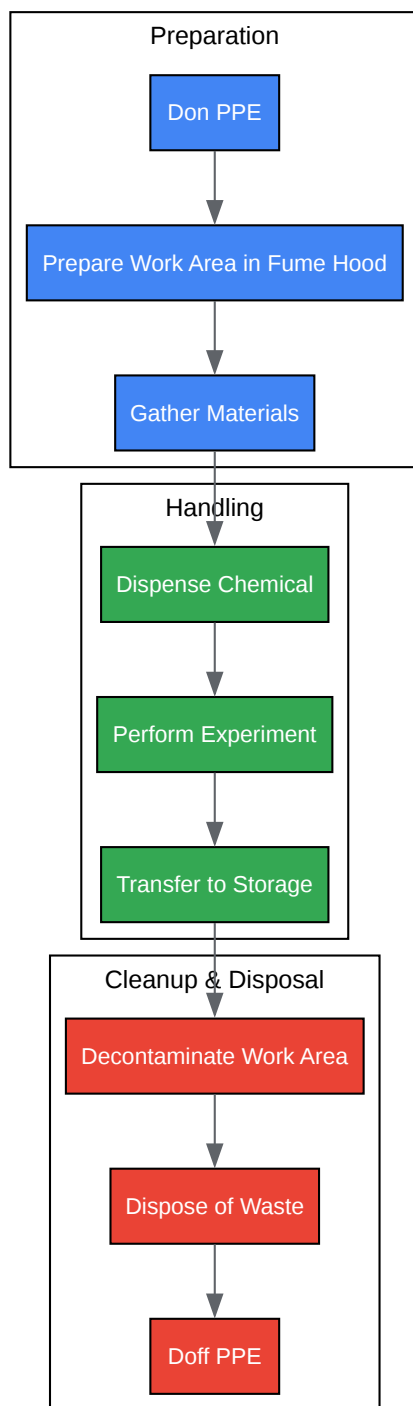 Preparation
Don PPE
Prepare Work Area in Fume Hood
Gather Materials
Handling
Dispense Chemical
Perform Experiment
Transfer to Storage
Cleanup & Disposal
Decontaminate Work Area
Dispose of Waste
Doff PPE